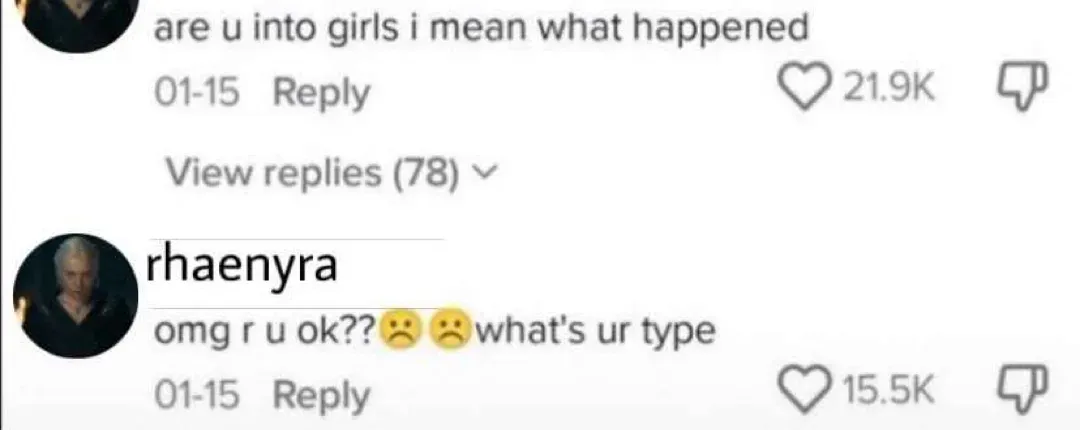 are u into girls i mean what happened
01-15 Reply 21.9K
View replies (78)
rhaenyra
omg r u ok??☹️☹️what's ur type
01-15 Reply 15.5K